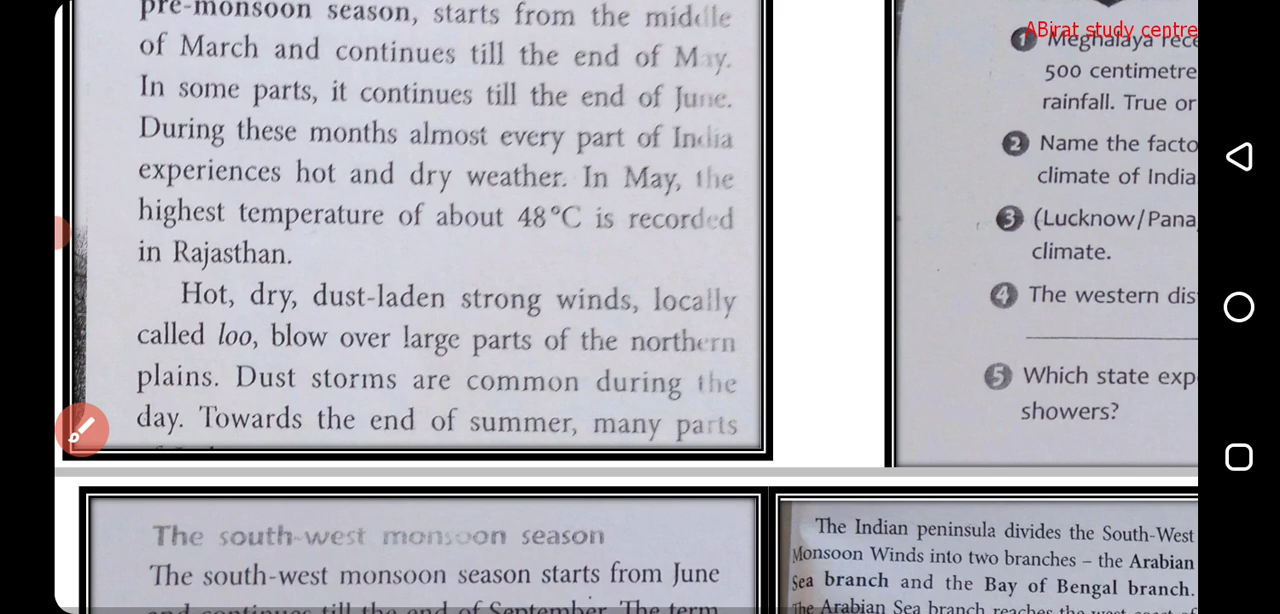 pre-monsoon season, starts from the middle
of March and continues till the end of May.
In some parts, it continues till the end of June.
During these months almost every part of India
experiences hot and dry weather. In May, the
highest temperature of about 48°C is recorded
in Rajasthan.
Hot, dry, dust-laden strong winds, locally
called loo, blow over large parts of the northern
plains. Dust storms are common during the
day. Towards the end of summer, many parts
ABirat study centre
1 Meghalaya rece
500 centimetre
rainfall. True or
2 Name the facto
climate of India
3 (Lucknow/Pana
climate.
4 The western dis
5 Which state exp
showers?
The south-west monsoon season
The south-west monsoon season starts from June
and continues till the end of September. The term
The Indian peninsula divides the South-West
Monsoon Winds into two branches – the Arabian
Sea branch and the Bay of Bengal branch.
The Arabian Sea branch reaches the west coast